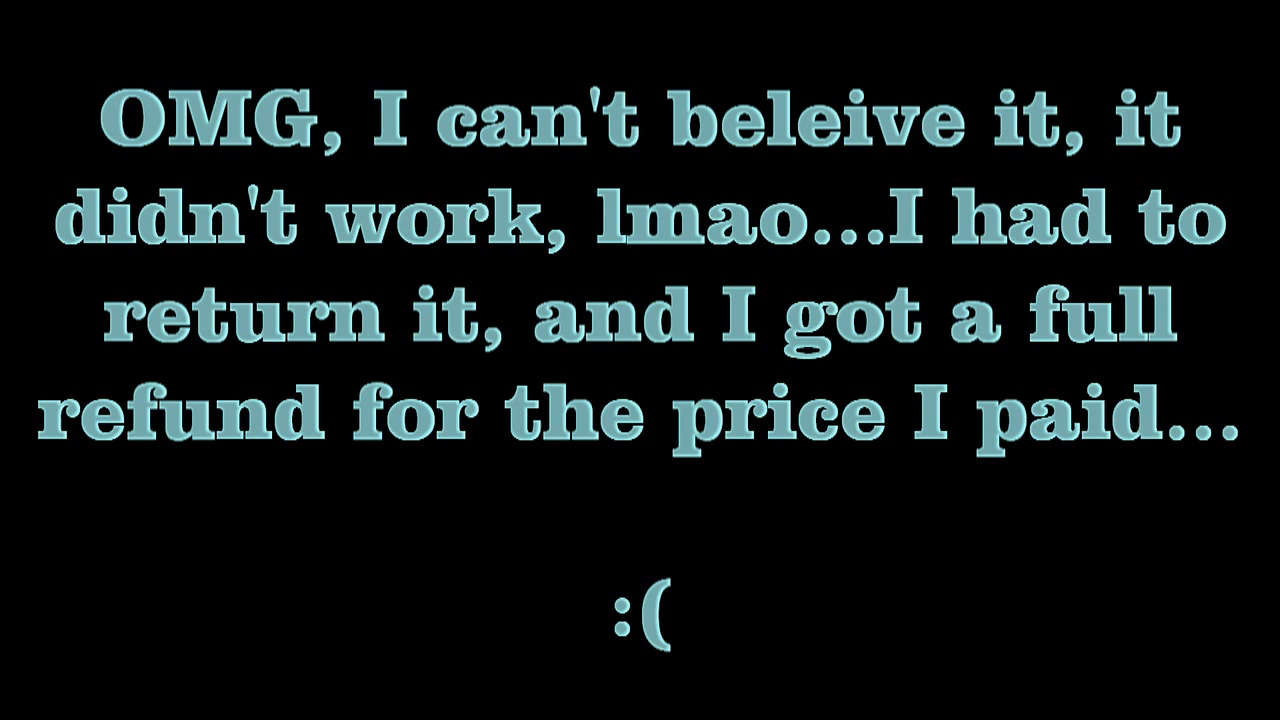 OMG, I can't beleive it, it
didn't work, lmao...I had to
return it, and I got a full
refund for the price I paid...
:(